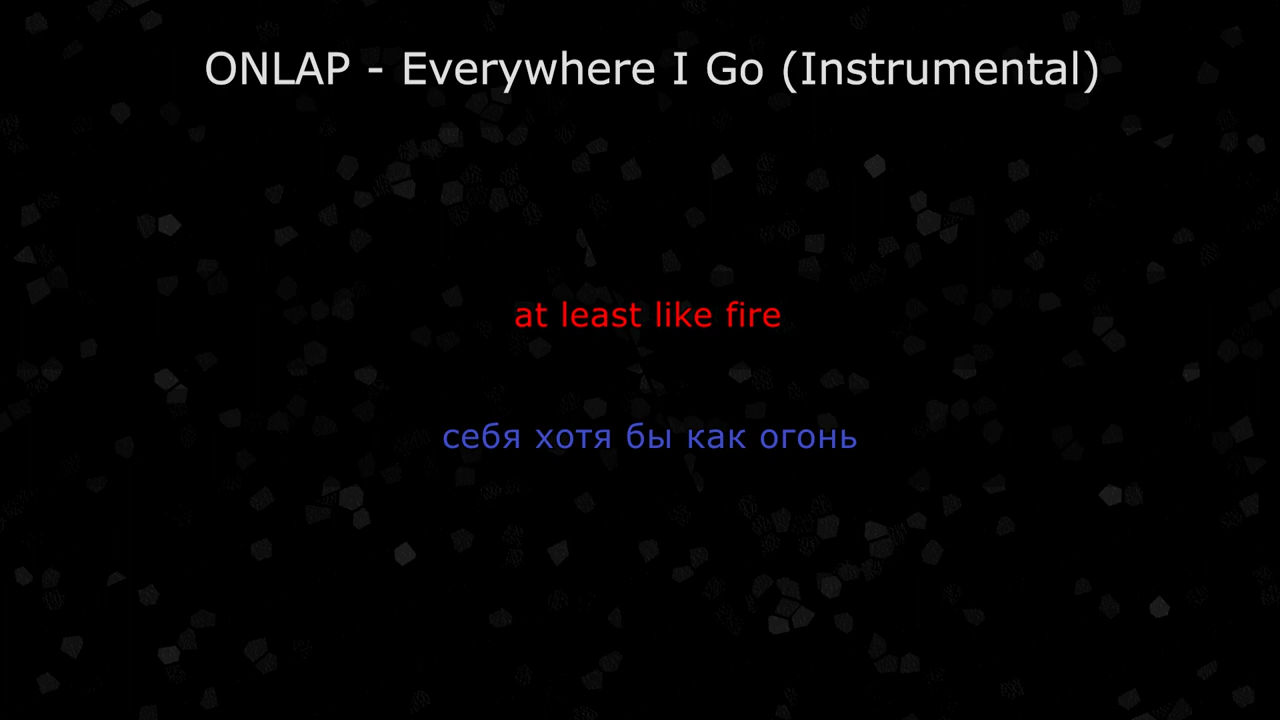 ONLAP - Everywhere I Go (Instrumental)
at least like fire
себя хотя бы как огонь